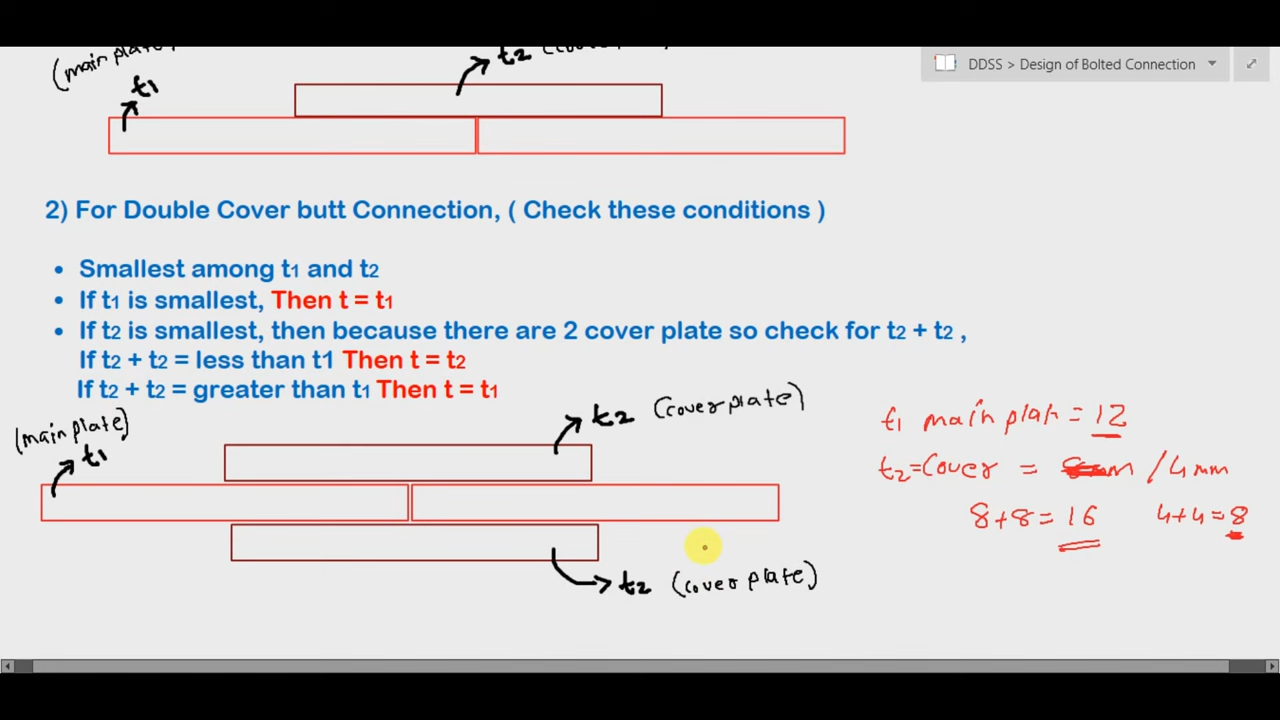 DDSS > Design of Bolted Connection
(main plate)
t2
t1
2) For Double Cover butt Connection, ( Check these conditions )
• Smallest among t1 and t2
• If t1 is smallest, Then t = t1
• If t2 is smallest, then because there are 2 cover plate so check for t2 + t2 ,
If t2 + t2 = less than t1 Then t = t2
If t2 + t2 = greater than t1 Then t = t1
(main plate)
t1
t2 (cover plate)
t2 (cover plate)
t1 main plate = 12
t2=Cover = /4mm
8+8=16 4+4=8